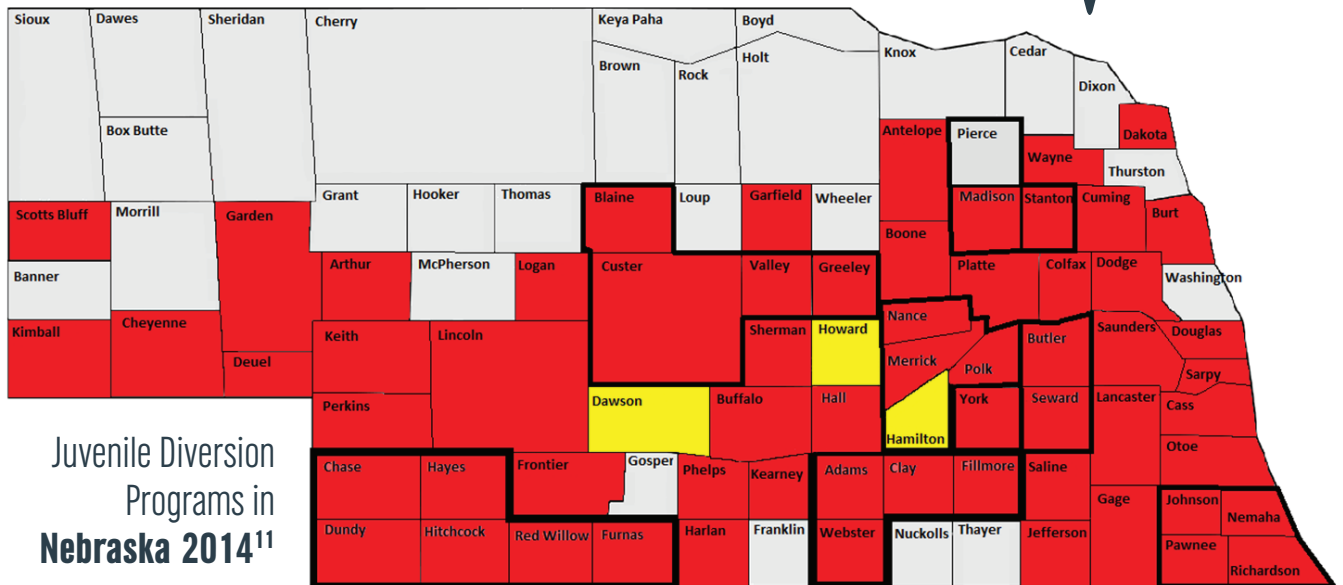 Sioux Dawes Sheridan Cherry Keya Paha Boyd
Knox Cedar
Brown Rock Holt
Dixon
Box Butte Antelope Pierce Dakota
Wayne
Thurston
Grant Hooker Thomas Blaine Loup Garfield Wheeler Madison Stanton Cuming
Scotts Bluff Morrill Garden Burt
Boone
Arthur McPherson Logan Custer Valley Greeley Platte Colfax Dodge
Banner Washington
Kimball Cheyenne Nance
Keith Lincoln Sherman Howard Butler Saunders Douglas
Deuel Merrick Polk
Sarpy
Perkins Dawson Buffalo Hall York Seward Lancaster Cass
Hamilton
Otoe
Chase Hayes Frontier Gosper Phelps Kearney Adams Clay Fillmore Saline
Gage Johnson
Nemaha
Dundy Hitchcock Red Willow Furnas Harlan Franklin Webster Nuckolls Thayer Jefferson
Pawnee
Richardson
Juvenile Diversion
Programs in
Nebraska 2014¹¹